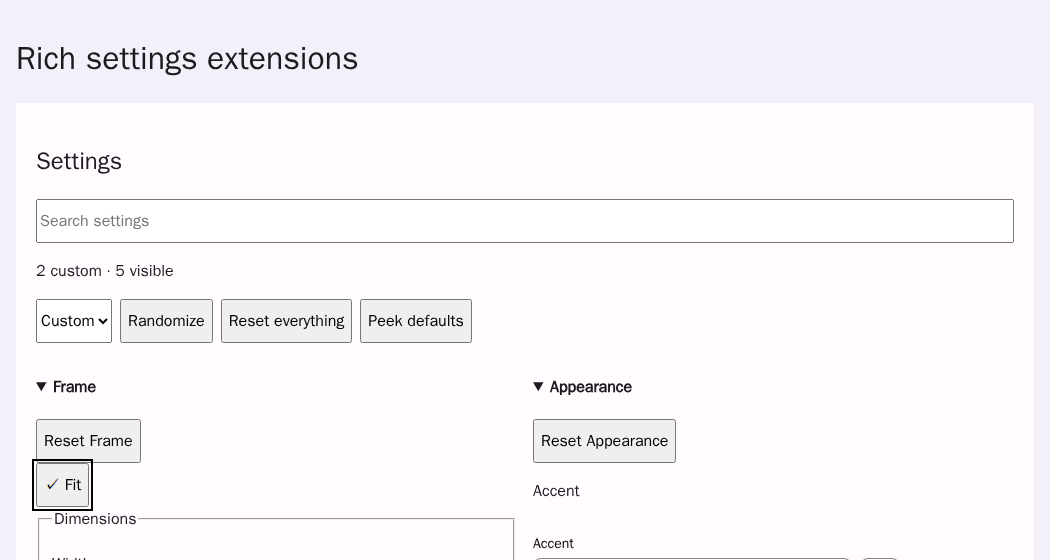 Rich settings extensions
Settings
Search settings
2 custom · 5 visible
Custom Randomize Reset everything Peek defaults
▼ Frame
Reset Frame
✓ Fit
Dimensions
Width
▼ Appearance
Reset Appearance
Accent
Accent